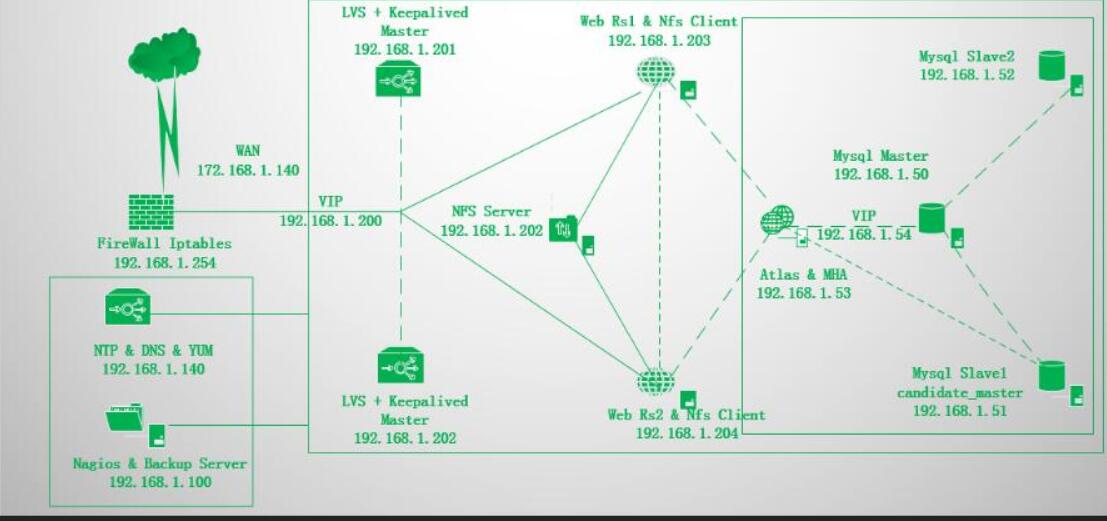 LVS + Keepalived
Master
192.168.1.201
Web Rs1 & Nfs Client
192.168.1.203
Mysql Slave2
192.168.1.52
WAN
172.168.1.140
Mysql Master
192.168.1.50
VIP
192.168.1.200
NFS Server
192.168.1.202
VIP
192.168.1.54
FireWall Iptables
192.168.1.254
Atlas & MHA
192.168.1.53
NTP & DNS & YUM
192.168.1.140
LVS + Keepalived
Master
192.168.1.202
Web Rs2 & Nfs Client
192.168.1.204
Mysql Slave1
candidate_master
192.168.1.51
Nagios & Backup Server
192.168.1.100